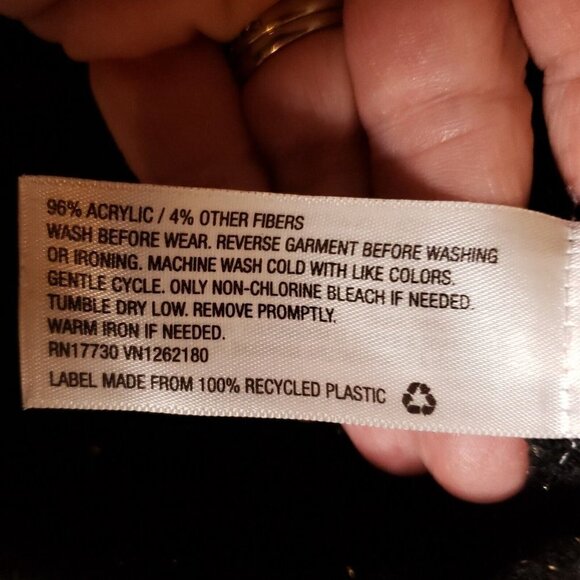 96% ACRYLIC / 4% OTHER FIBERS
WASH BEFORE WEAR. REVERSE GARMENT BEFORE WASHING
OR IRONING. MACHINE WASH COLD WITH LIKE COLORS.
GENTLE CYCLE. ONLY NON-CHLORINE BLEACH IF NEEDED.
TUMBLE DRY LOW. REMOVE PROMPTLY.
WARM IRON IF NEEDED.
RN17730 VN1262180
LABEL MADE FROM 100% RECYCLED PLASTIC